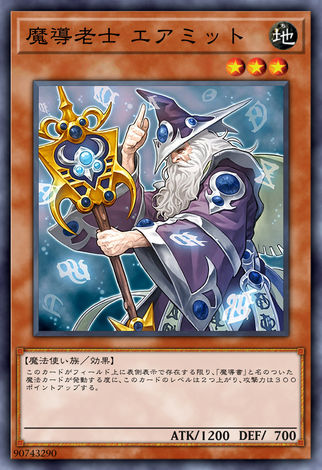 魔導老士 エアミット
地
【魔法使い族／効果】
このカードがフィールド上に表側表示で存在する限り、「魔導書」と名のついた
魔法カードが発動する度に、このカードのレベルは２つ上がり、攻撃力は３００
ポイントアップする。
ATK/1200 DEF/ 700
90743290